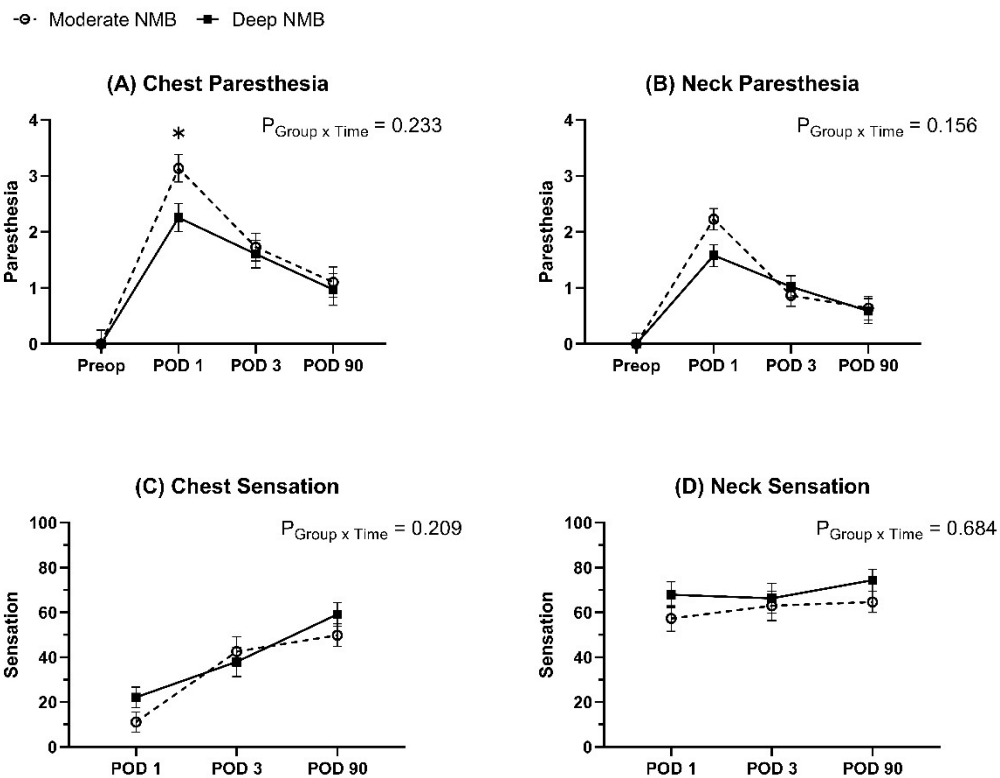 Moderate NMB Deep NMB
(A) Chest Paresthesia
P Group x Time = 0.233
*
4
3
2
1
0
Paresthesia
Preop POD 1 POD 3 POD 90
(B) Neck Paresthesia
P Group x Time = 0.156
4
3
2
1
0
Paresthesia
Preop POD 1 POD 3 POD 90
(C) Chest Sensation
P Group x Time = 0.209
100
80
60
40
20
0
Sensation
POD 1 POD 3 POD 90
(D) Neck Sensation
P Group x Time = 0.684
100
80
60
40
20
0
Sensation
POD 1 POD 3 POD 90